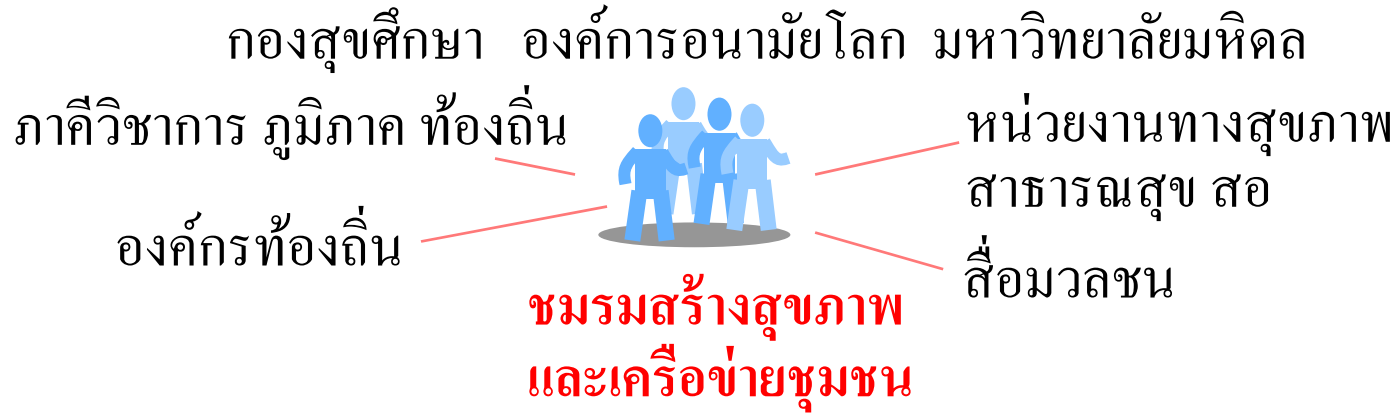 กองสุขศึกษา องค์การอนามัยโลก มหาวิทยาลัยมหิดล
ภาคีวิชาการ ภูมิภาค ท้องถิ่น
หน่วยงานทางสุขภาพ
สาธารณสุข สอ
องค์กรท้องถิ่น
สื่อมวลชน
ชมรมสร้างสุขภาพ
และเครือข่ายชุมชน